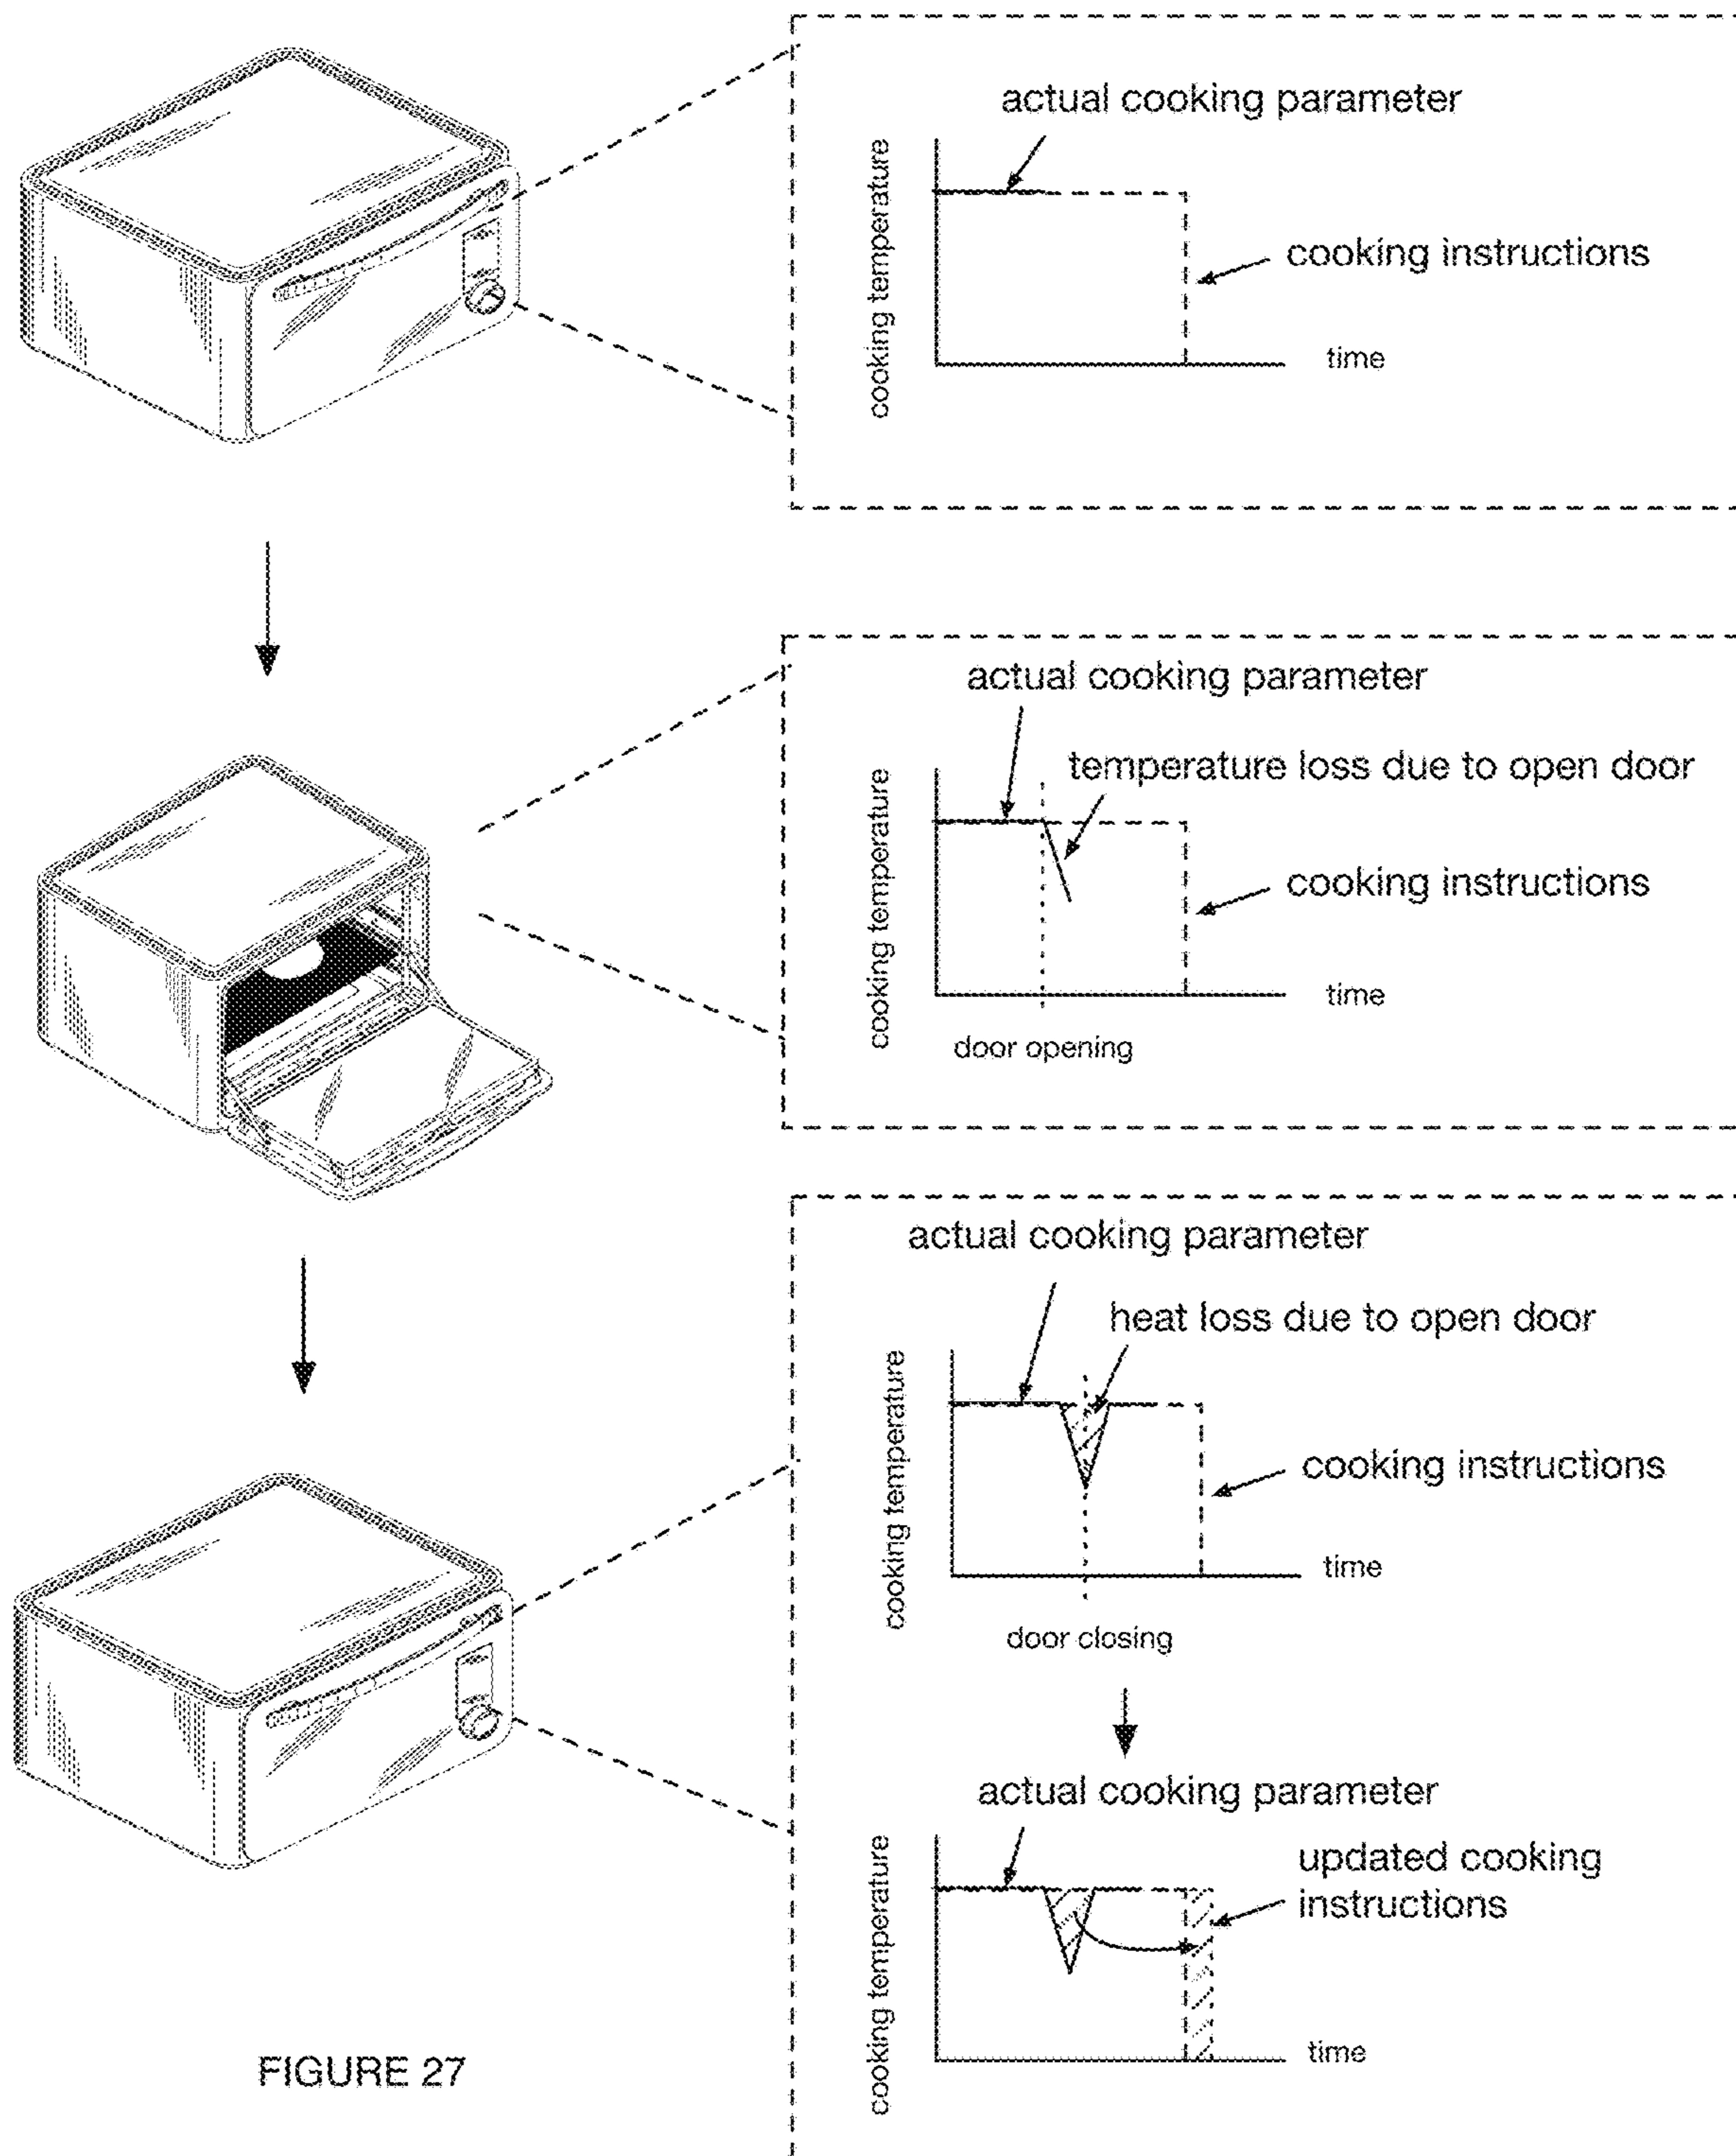 actual cooking parameter
cooking temperature
cooking instructions
time
actual cooking parameter
temperature loss due to open door
cooking temperature
cooking instructions
time
door opening
actual cooking parameter
heat loss due to open door
cooking temperature
cooking instructions
time
door closing
actual cooking parameter
updated cooking
instructions
cooking temperature
time
FIGURE 27